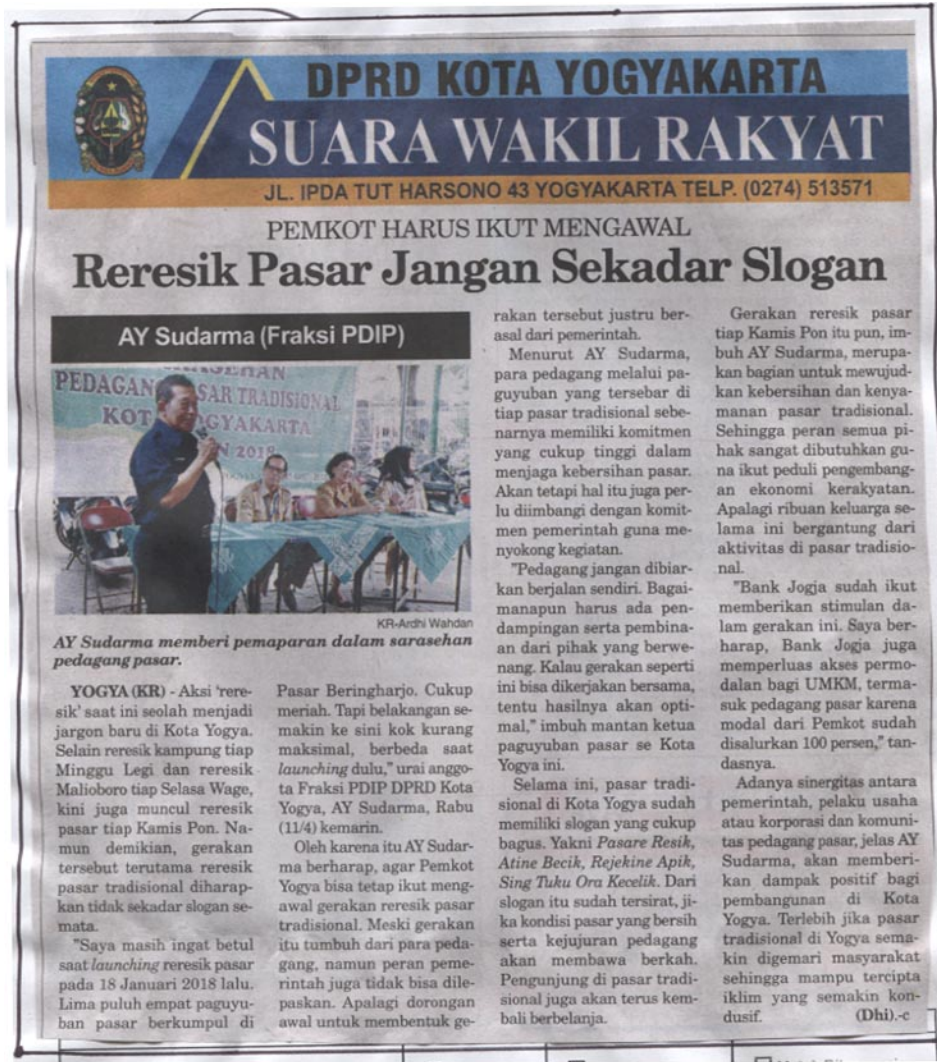 DPRD KOTA YOGYAKARTA
SUARA WAKIL RAKYAT
JL. IPDA TUT HARSONO 43 YOGYAKARTA TELP. (0274) 513571
PEMKOT HARUS IKUT MENGAWAL
Reresik Pasar Jangan Sekadar Slogan
AY Sudarma (Fraksi PDIP)
PEDAGANG PASAR TRADISIONAL
KOTA YOGYAKARTA
2018
KR-Ardhi Wahdan
AY Sudarma memberi pemaparan dalam sarasehan
pedagang pasar.
YOGYA (KR) - Aksi 'rere-
sik' saat ini seolah menjadi
jargon baru di Kota Yogya.
Selain reresik kampung tiap
Minggu Legi dan reresik
Malioboro tiap Selasa Wage,
kini juga muncul reresik
pasar tiap Kamis Pon. Na-
mun demikian, gerakan
tersebut terutama reresik
pasar tradisional diharap-
kan tidak sekadar slogan se-
mata.
"Saya masih ingat betul
saat launching reresik pasar
pada 18 Januari 2018 lalu.
Lima puluh empat paguyu-
ban pasar berkumpul di
Pasar Beringharjo. Cukup
meriah. Tapi belakangan se-
makin ke sini kok kurang
maksimal, berbeda saat
launching dulu," urai anggo-
ta Fraksi PDIP DPRD Kota
Yogya, AY Sudarma, Rabu
(11/4) kemarin.
Oleh karena itu AY Sudar-
ma berharap, agar Pemkot
Yogya bisa tetap ikut meng-
awal gerakan reresik pasar
tradisional. Meski gerakan
itu tumbuh dari para peda-
gang, namun peran peme-
rintah juga tidak bisa dile-
paskan. Apalagi dorongan
awal untuk membentuk ge-
rakan tersebut justru ber-
asal dari pemerintah.
Menurut AY Sudarma,
para pedagang melalui pa-
guyuban yang tersebar di
tiap pasar tradisional sebe-
narnya memiliki komitmen
yang cukup tinggi dalam
menjaga kebersihan pasar.
Akan tetapi hal itu juga per-
lu diimbangi dengan komit-
men pemerintah guna me-
nyokong kegiatan.
"Pedagang jangan dibiar-
kan berjalan sendiri. Bagai-
manapun harus ada pen-
dampingan serta pembina-
an dari pihak yang berwe-
nang. Kalau gerakan seperti
ini bisa dikerjakan bersama,
tentu hasilnya akan opti-
mal," imbuh mantan ketua
paguyuban pasar se Kota
Yogya ini.
Selama ini, pasar tradi-
sional di Kota Yogya sudah
memiliki slogan yang cukup
bagus. Yakni Pasare Resik,
Atine Becik, Rejekine Apik,
Sing Tuku Ora Kecelik. Dari
slogan itu sudah tersirat, ji-
ka kondisi pasar yang bersih
serta kejujuran pedagang
akan membawa berkah.
Pengunjung di pasar tradi-
sional juga akan terus kem-
bali berbelanja.
Gerakan reresik pasar
tiap Kamis Pon itu pun, im-
buh AY Sudarma, merupa-
kan bagian untuk mewujud-
kan kebersihan dan kenya-
manan pasar tradisional.
Sehingga peran semua pi-
hak sangat dibutuhkan gu-
na ikut peduli pengembang-
an ekonomi kerakyatan.
Apalagi ribuan keluarga se-
lama ini bergantung dari
aktivitas di pasar tradisio-
nal.
"Bank Jogja sudah ikut
memberikan stimulan da-
lam gerakan ini. Saya ber-
harap, Bank Jogja juga
memperluas akses permo-
dalan bagi UMKM, terma-
suk pedagang pasar karena
modal dari Pemkot sudah
disalurkan 100 persen," tan-
dasnya.
Adanya sinergitas antara
pemerintah, pelaku usaha
atau korporasi dan komuni-
tas pedagang pasar, jelas AY
Sudarma, akan memberi-
kan dampak positif bagi
pembangunan di Kota
Yogya. Terlebih jika pasar
tradisional di Yogya sema-
kin digemari masyarakat
sehingga mampu tercipta
iklim yang semakin kon-
dusif. (Dhi).-c